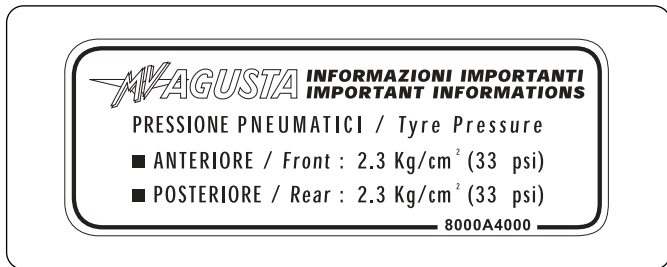 MV AGUSTA INFORMAZIONI IMPORTANTI
IMPORTANT INFORMATIONS
PRESSIONE PNEUMATICI / Tyre Pressure
■ ANTERIORE / Front : 2.3 Kg/cm² (33 psi)
■ POSTERIORE / Rear : 2.3 Kg/cm² (33 psi)
8000A4000